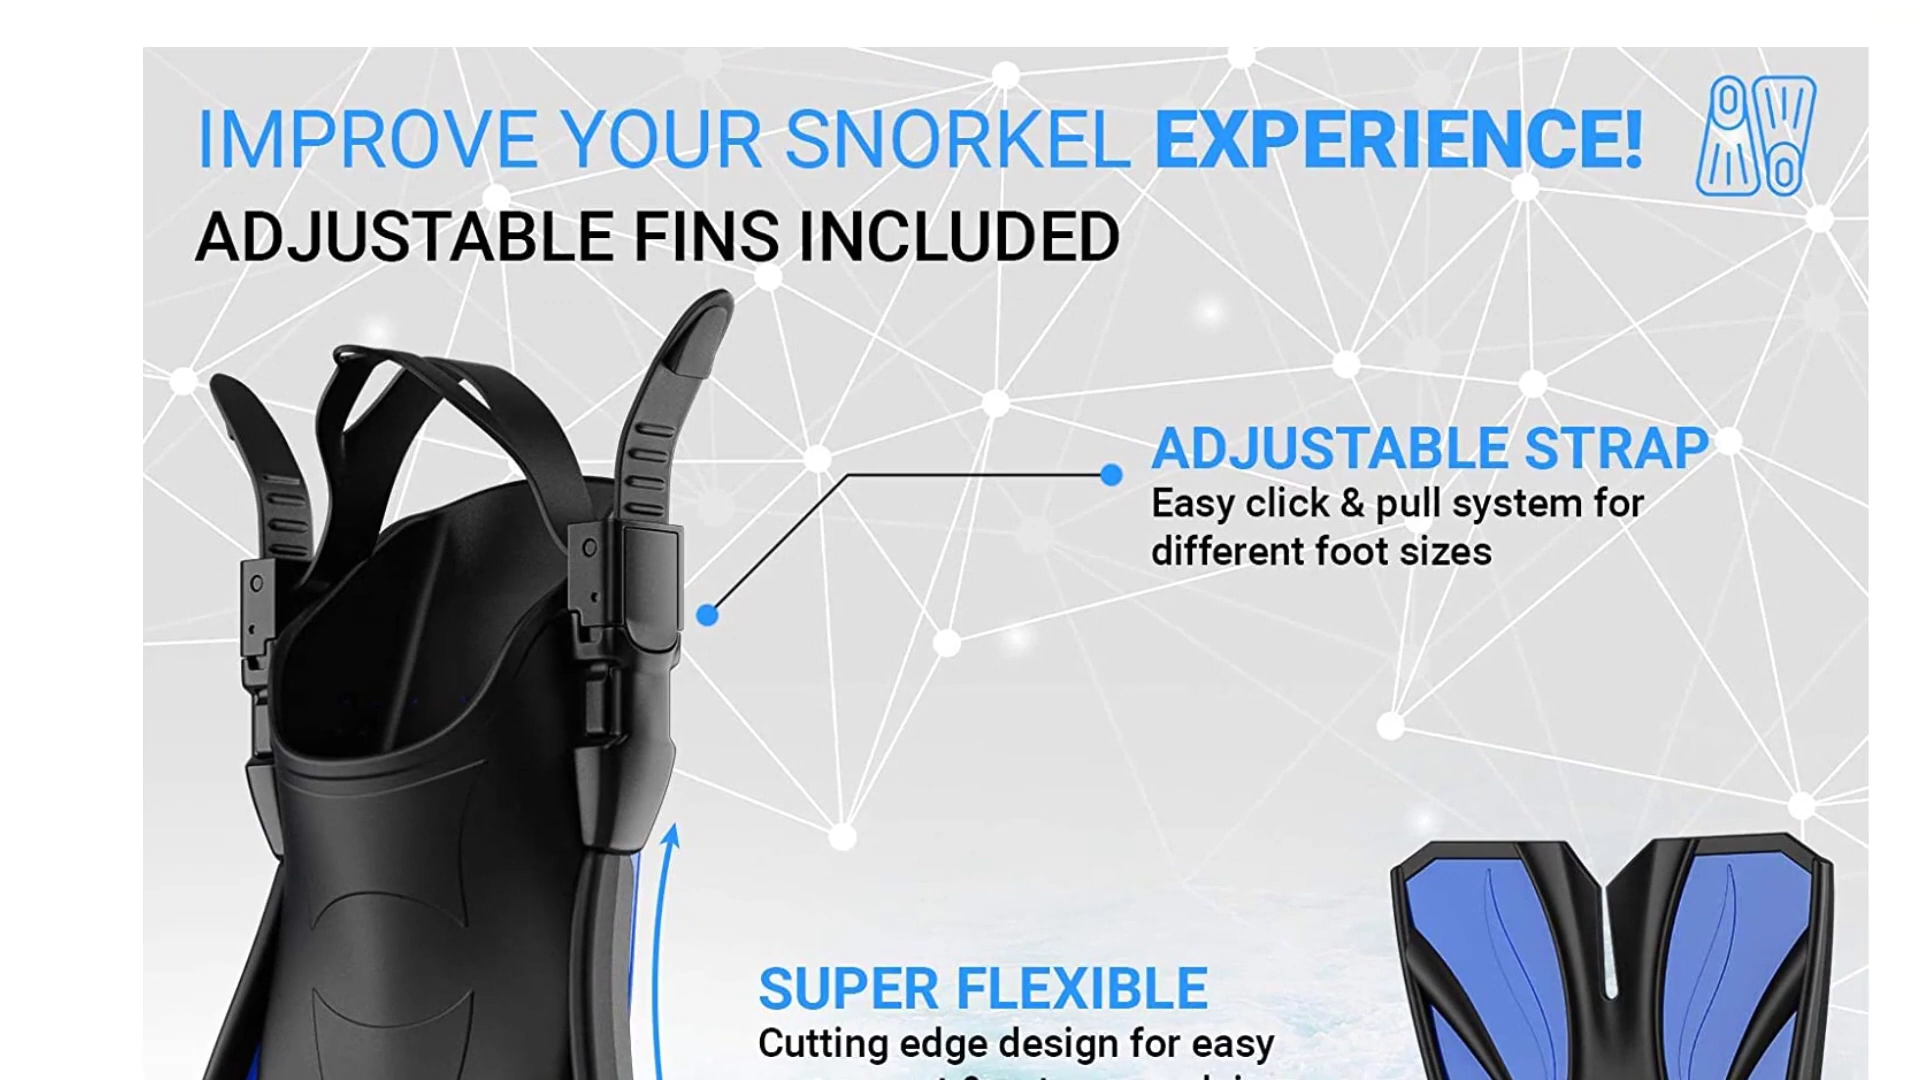 IMPROVE YOUR SNORKEL EXPERIENCE!
ADJUSTABLE FINS INCLUDED
ADJUSTABLE STRAP
Easy click & pull system for
different foot sizes
SUPER FLEXIBLE
Cutting edge design for easy